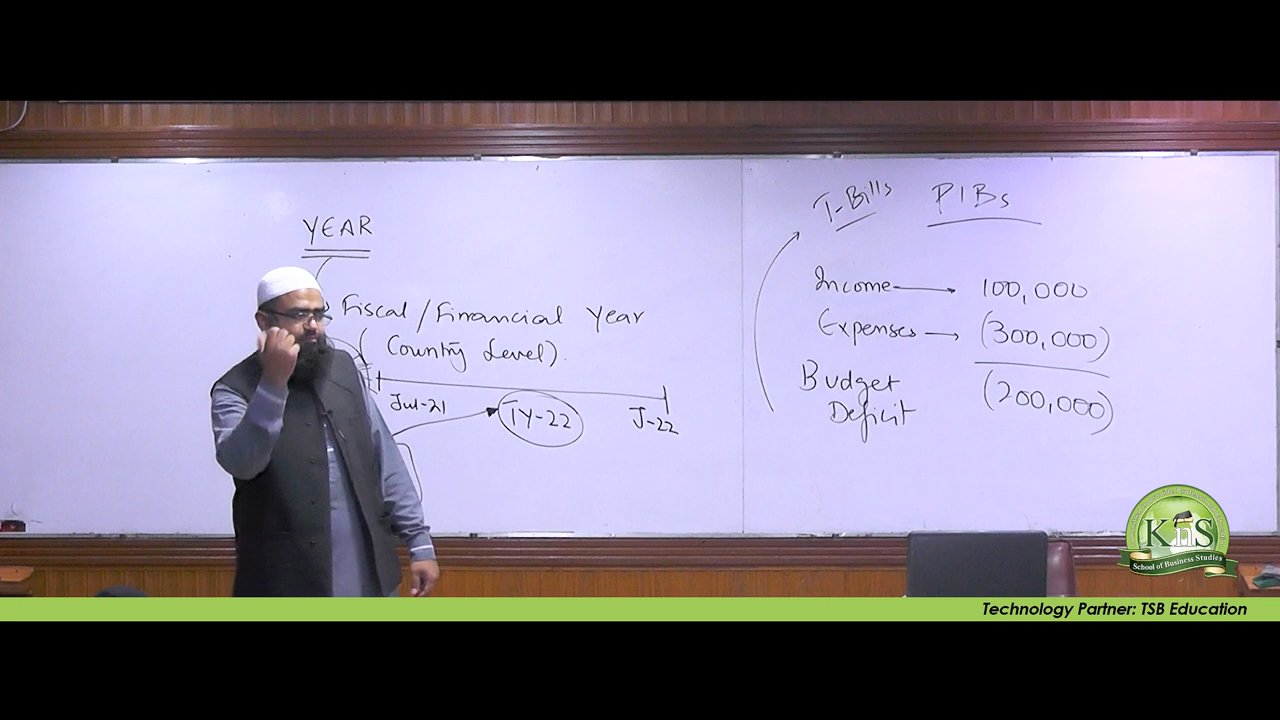 YEAR
Fiscal/Financial Year
(Country Level).
Jul-21
TY-22
J-22
T-Bills PIBs
Income 100,000
Expenses (300,000)
Budget
Deficit (200,000)
KnS
School of Business Studies
Technology Partner: TSB Education